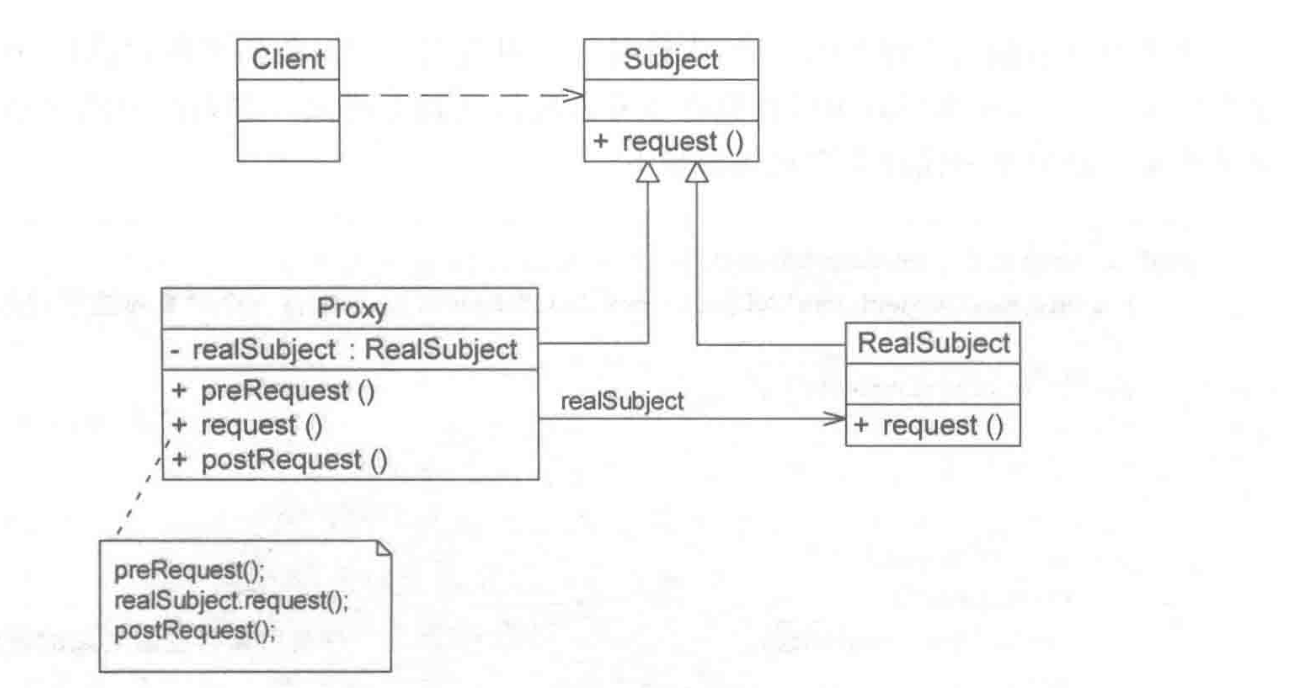 Client
Subject
+ request ()
Proxy
- realSubject : RealSubject
+ preRequest ()
+ request ()
+ postRequest ()
realSubject
RealSubject
+ request ()
preRequest();
realSubject.request();
postRequest();